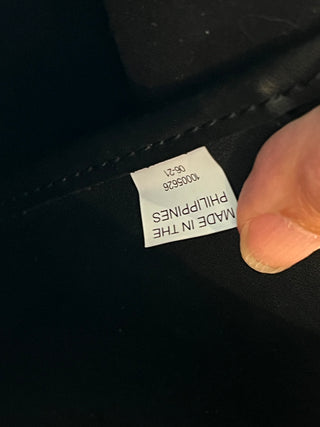 MADE IN THE
PHILIPPINES
10005626
06-21